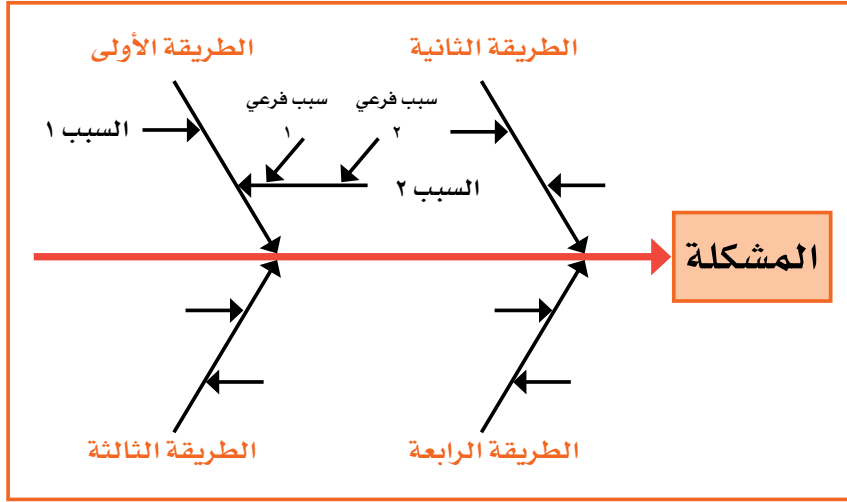 الطريقة الأولى
الطريقة الثانية
سبب فرعي
١
سبب فرعي
٢
السبب ١
السبب ٢
المشكلة
الطريقة الثالثة
الطريقة الرابعة